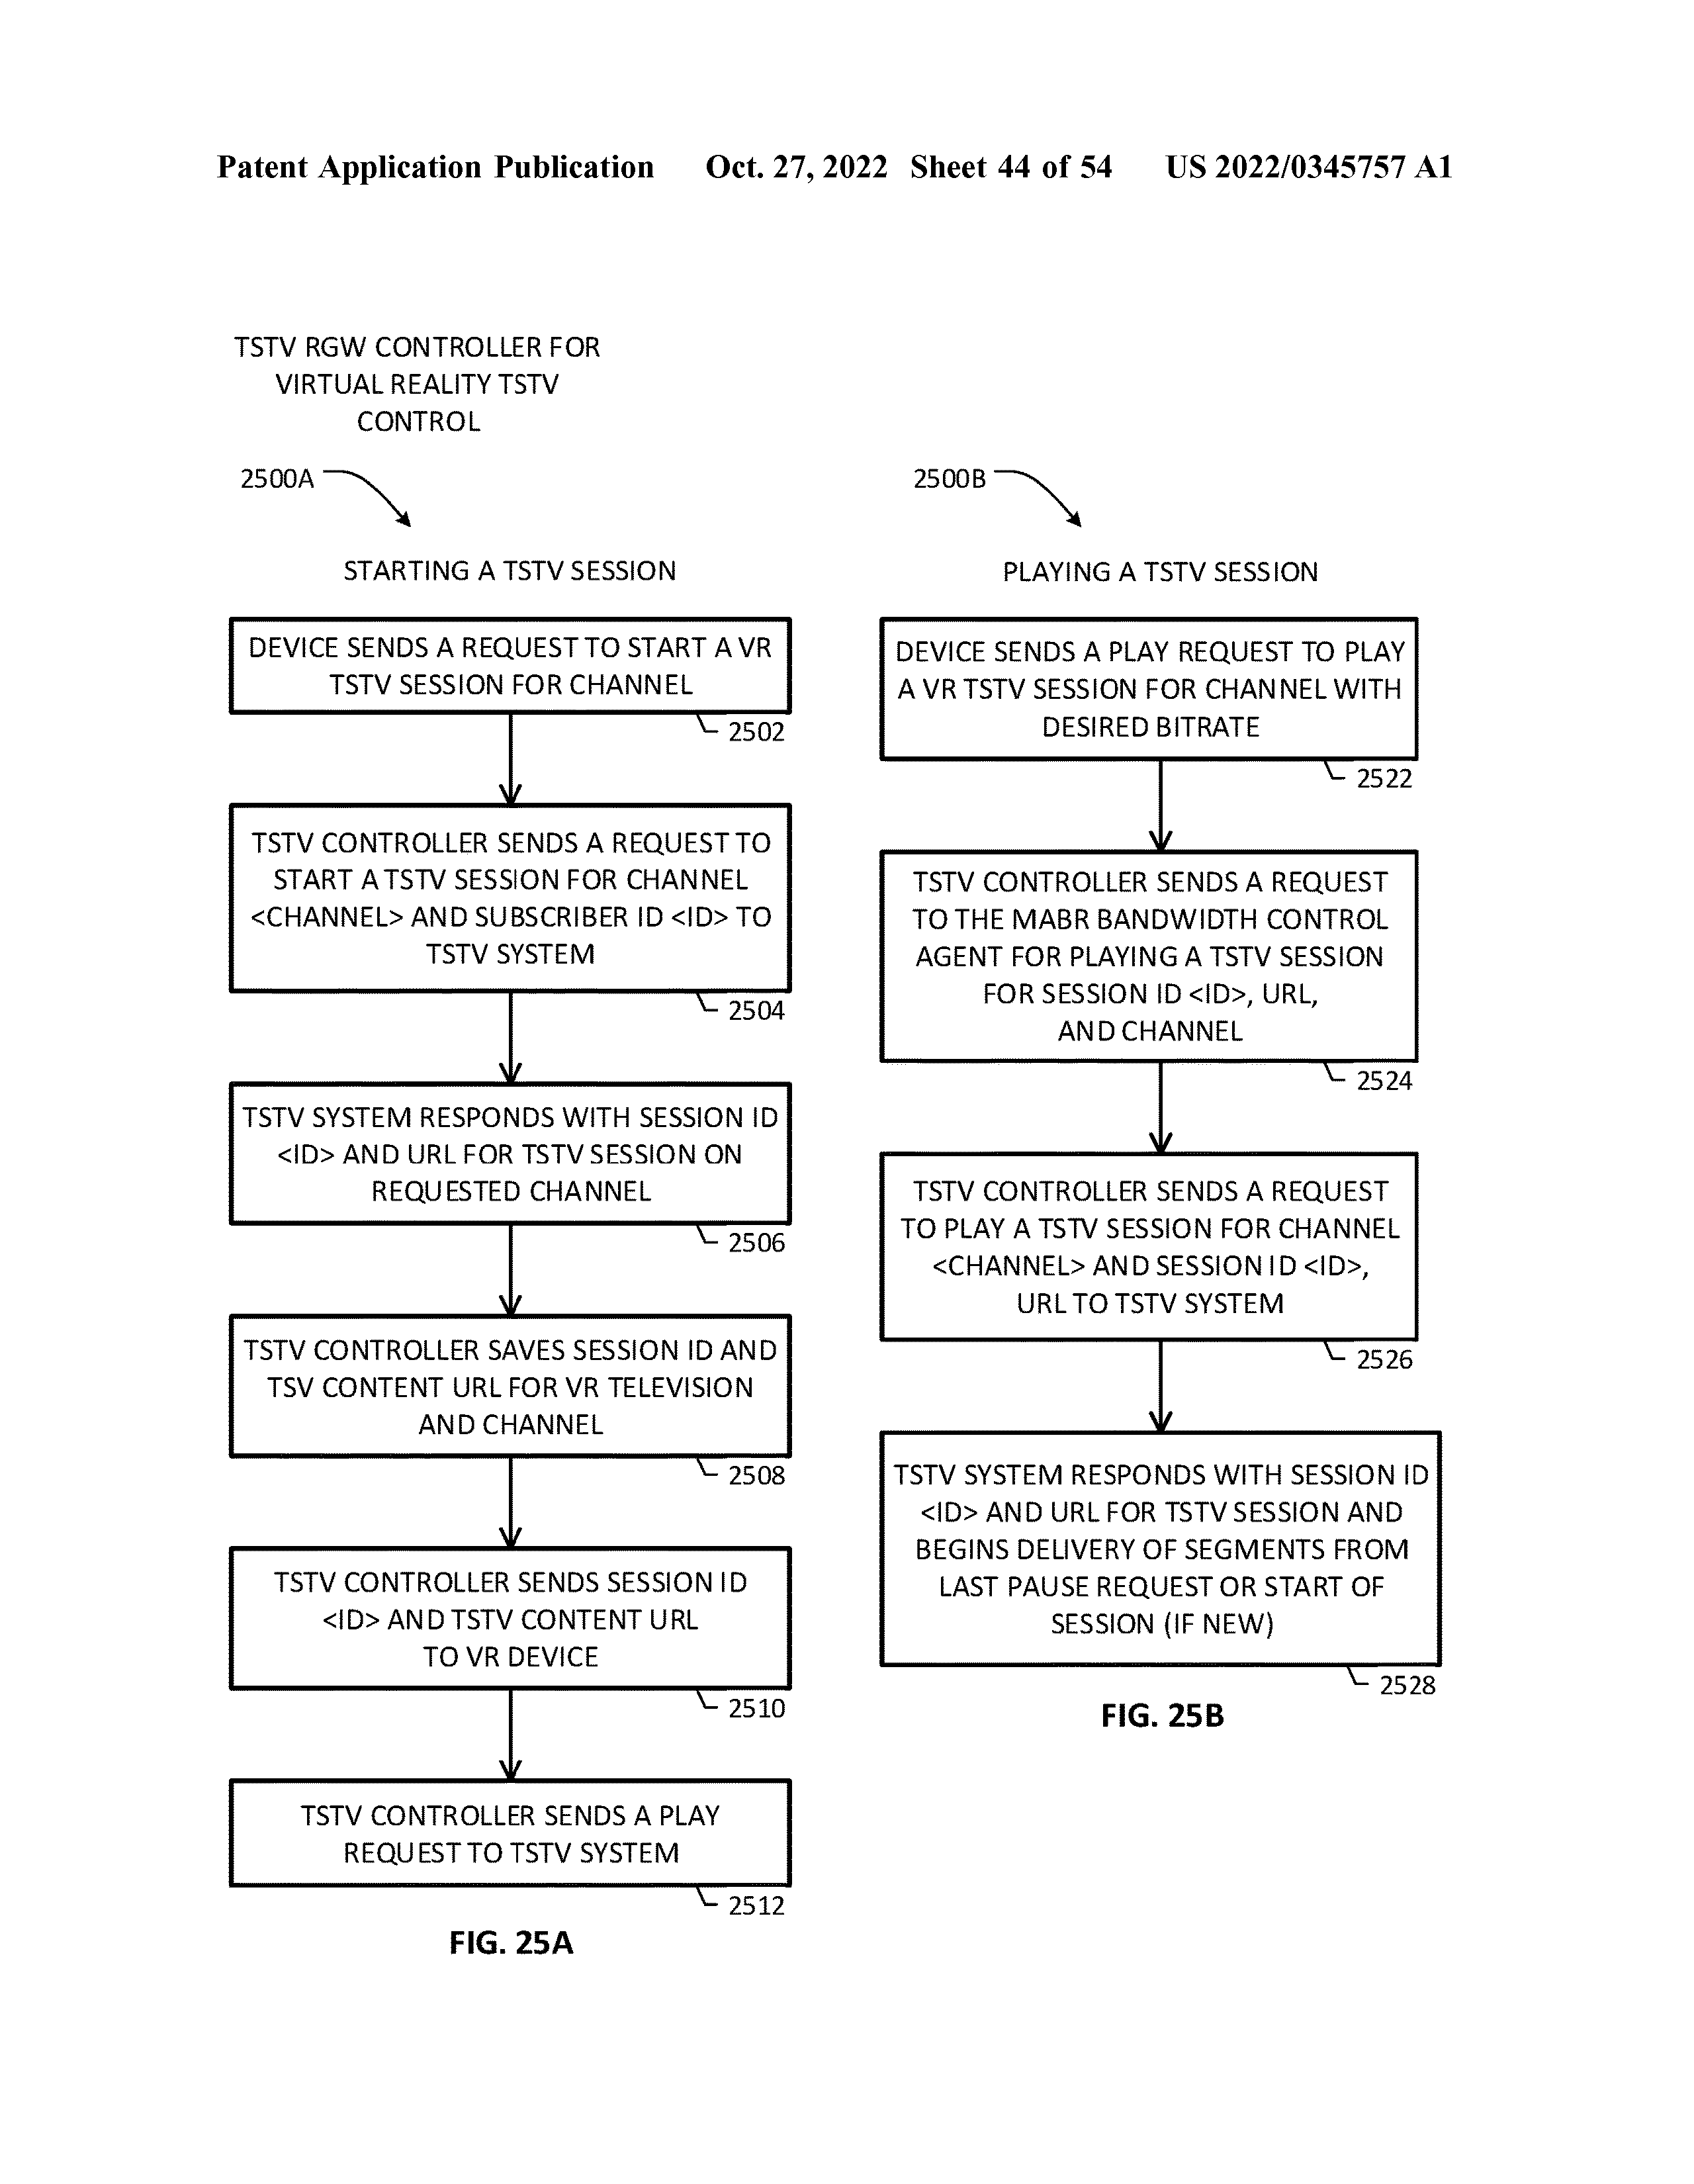 Patent Application Publication Oct. 27, 2022 Sheet 44 of 54 US 2022/0345757 A1
TSTV RGW CONTROLLER FOR
VIRTUAL REALITY TSTV
CONTROL
2500A
STARTING A TSTV SESSION
DEVICE SENDS A REQUEST TO START A VR
TSTV SESSION FOR CHANNEL
2502
TSTV CONTROLLER SENDS A REQUEST TO
START A TSTV SESSION FOR CHANNEL
<CHANNEL> AND SUBSCRIBER ID <ID> TO
TSTV SYSTEM
2504
TSTV SYSTEM RESPONDS WITH SESSION ID
<ID> AND URL FOR TSTV SESSION ON
REQUESTED CHANNEL
2506
TSTV CONTROLLER SAVES SESSION ID AND
TSV CONTENT URL FOR VR TELEVISION
AND CHANNEL
2508
TSTV CONTROLLER SENDS SESSION ID
<ID> AND TSTV CONTENT URL
TO VR DEVICE
2510
TSTV CONTROLLER SENDS A PLAY
REQUEST TO TSTV SYSTEM
2512
FIG. 25A
2500B
PLAYING A TSTV SESSION
DEVICE SENDS A PLAY REQUEST TO PLAY
A VR TSTV SESSION FOR CHANNEL WITH
DESIRED BITRATE
2522
TSTV CONTROLLER SENDS A REQUEST
TO THE MABR BANDWIDTH CONTROL
AGENT FOR PLAYING A TSTV SESSION
FOR SESSION ID <ID>, URL,
AND CHANNEL
2524
TSTV CONTROLLER SENDS A REQUEST
TO PLAY A TSTV SESSION FOR CHANNEL
<CHANNEL> AND SESSION ID <ID>,
URL TO TSTV SYSTEM
2526
TSTV SYSTEM RESPONDS WITH SESSION ID
<ID> AND URL FOR TSTV SESSION AND
BEGINS DELIVERY OF SEGMENTS FROM
LAST PAUSE REQUEST OR START OF
SESSION (IF NEW)
2528
FIG. 25B